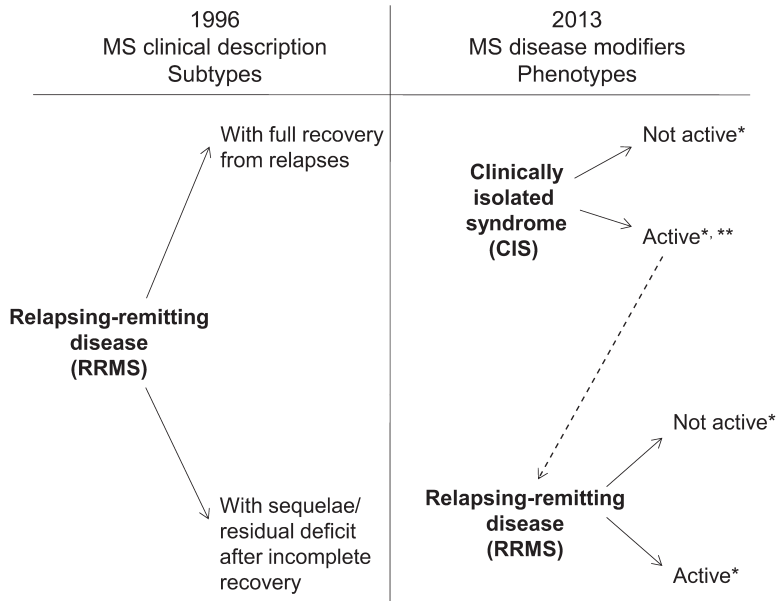 1996
MS clinical description
Subtypes
With full recovery
from relapses
Relapsing-remitting
disease
(RRMS)
With sequelae/
residual deficit
after incomplete
recovery
2013
MS disease modifiers
Phenotypes
Clinically
isolated
syndrome
(CIS)
Not active*
Active*, **
Relapsing-remitting
disease
(RRMS)
Not active*
Active*